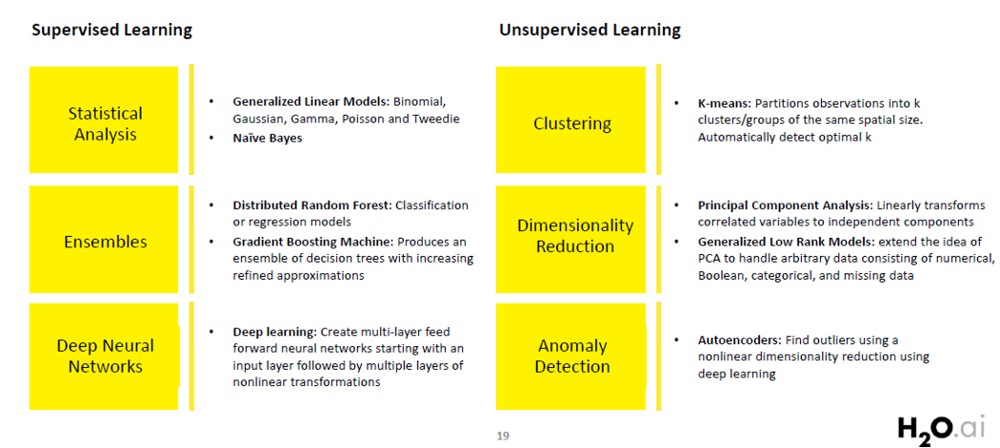 Supervised Learning
Statistical
Analysis
• Generalized Linear Models: Binomial,
Gaussian, Gamma, Poisson and Tweedie
• Naïve Bayes
Ensembles
• Distributed Random Forest: Classification
or regression models
• Gradient Boosting Machine: Produces an
ensemble of decision trees with increasing
refined approximations
Deep Neural
Networks
• Deep learning: Create multi-layer feed
forward neural networks starting with an
input layer followed by multiple layers of
nonlinear transformations
Unsupervised Learning
Clustering
• K-means: Partitions observations into k
clusters/groups of the same spatial size.
Automatically detect optimal k
Dimensionality
Reduction
• Principal Component Analysis: Linearly transforms
correlated variables to independent components
• Generalized Low Rank Models: extend the idea of
PCA to handle arbitrary data consisting of numerical,
Boolean, categorical, and missing data
Anomaly
Detection
• Autoencoders: Find outliers using a
nonlinear dimensionality reduction using
deep learning
19
H2O.ai